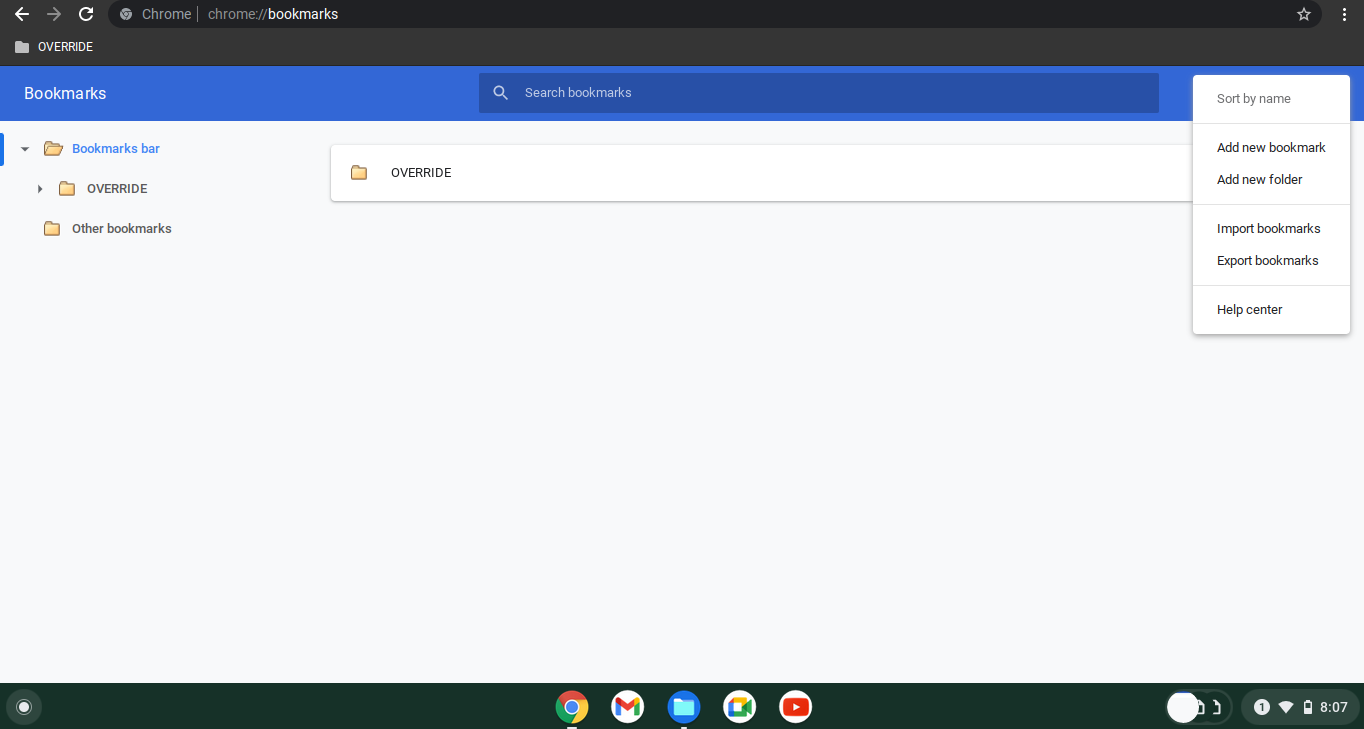 Chrome | chrome://bookmarks
OVERRIDE
Bookmarks
Search bookmarks
Sort by name
Add new bookmark
Add new folder
Import bookmarks
Export bookmarks
Help center
Bookmarks bar
OVERRIDE
Other bookmarks
OVERRIDE
1 8:07